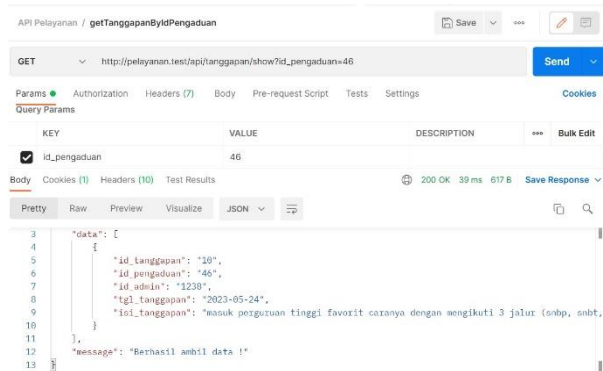 API Pelayanan / getTanggapanByIdPengaduan Save
GET http://pelayanan.test/api/tanggapan/show?id_pengaduan=46 Send
Params Authorization Headers (7) Body Pre-request Script Tests Settings Cookies
Query Params
KEY VALUE DESCRIPTION Bulk Edit
id_pengaduan 46
Body Cookies (1) Headers (10) Test Results 200 OK 39 ms 617 B Save Response
Pretty Raw Preview Visualize JSON
3 "data": [
4 {
5 "id_tanggapan": "10",
6 "id_pengaduan": "46",
7 "id_admin": "1238",
8 "tgl_tanggapan": "2023-05-24",
9 "isi_tanggapan": "masuk perguruan tinggi favorit caranya dengan mengikuti 3 jalur (snbp, snbt,
10 }
11 ],
12 "message": "Berhasil ambil data !"
13 }